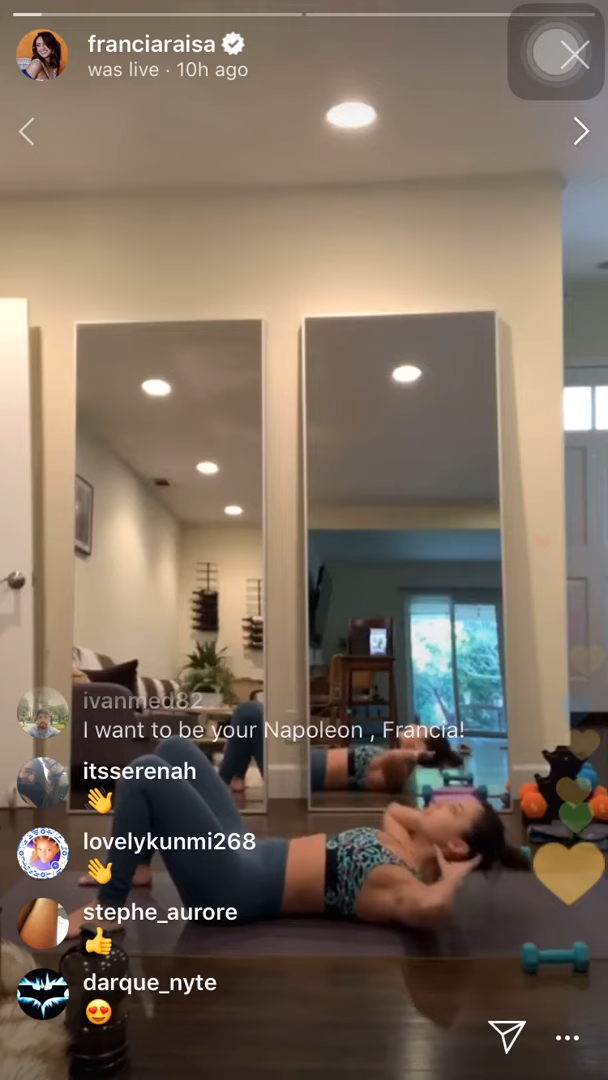 franciaraisa
was live · 10h ago
ivanmed82
I want to be your Napoleon , Francia!
itsserenah
👋
lovelykunmi268
👋
stephe_aurore
👍
darque_nyte
😍